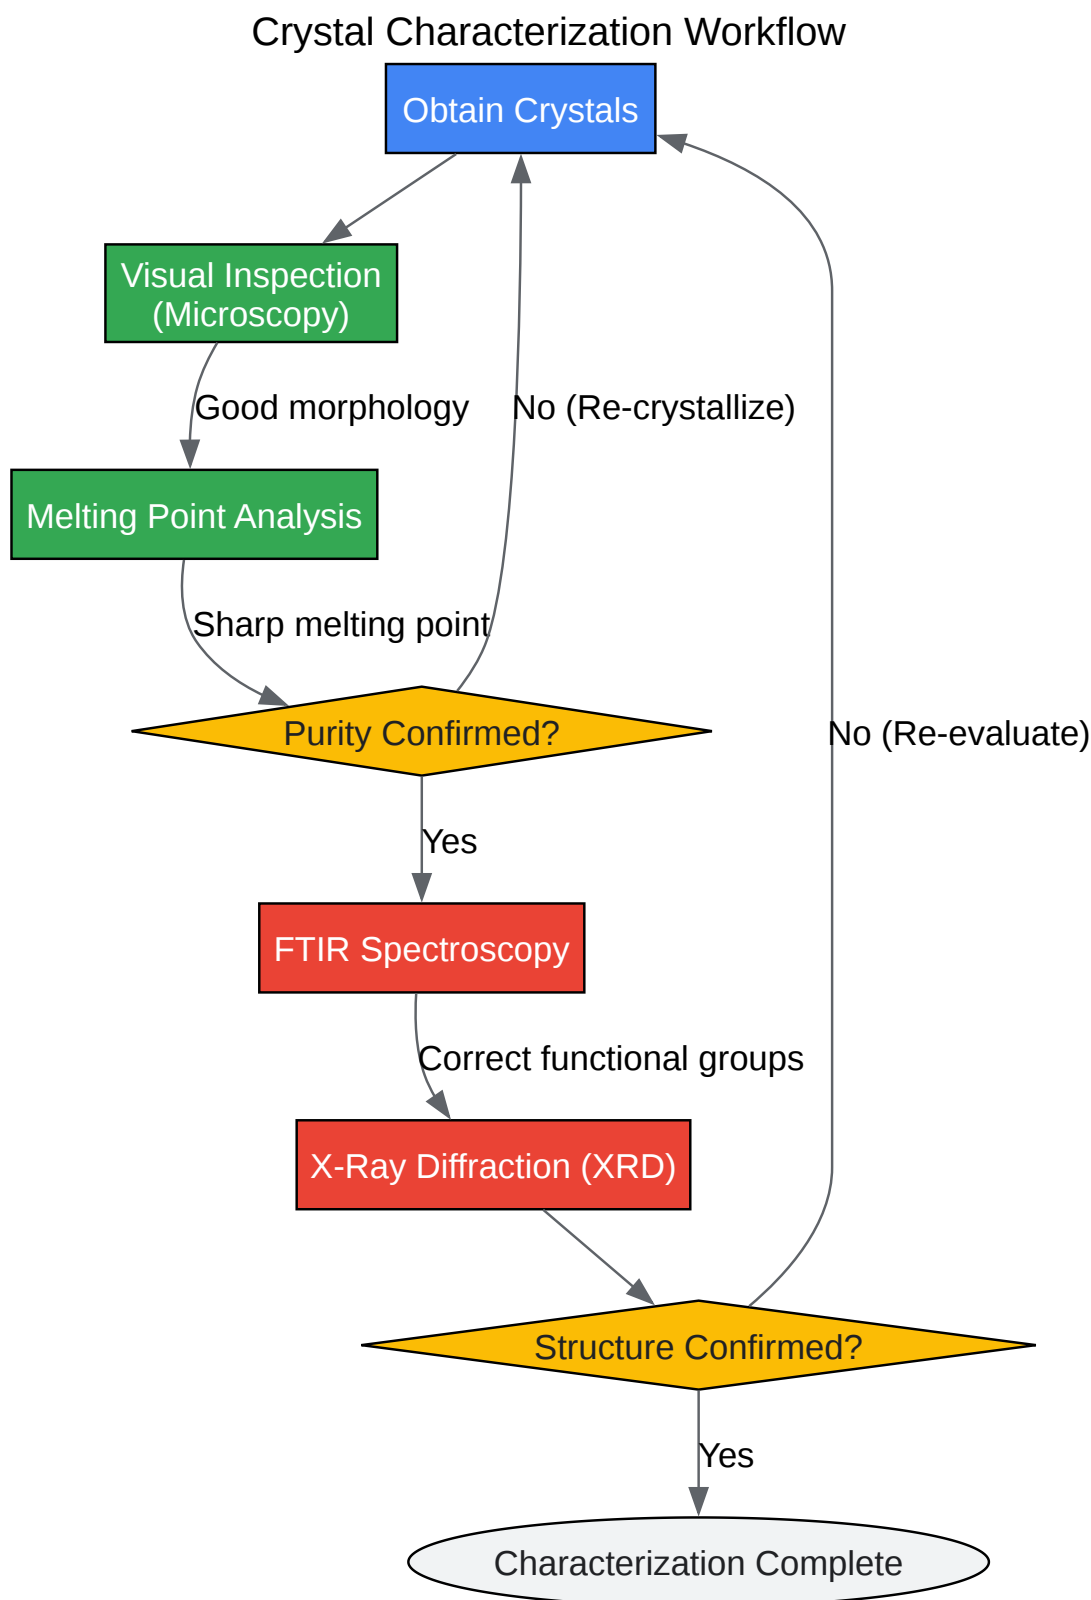 Crystal Characterization Workflow
Obtain Crystals
Visual Inspection
(Microscopy)
Good morphology
No (Re-crystallize)
Melting Point Analysis
Sharp melting point
Purity Confirmed?
No (Re-evaluate)
Yes
FTIR Spectroscopy
Correct functional groups
X-Ray Diffraction (XRD)
Structure Confirmed?
Yes
Characterization Complete